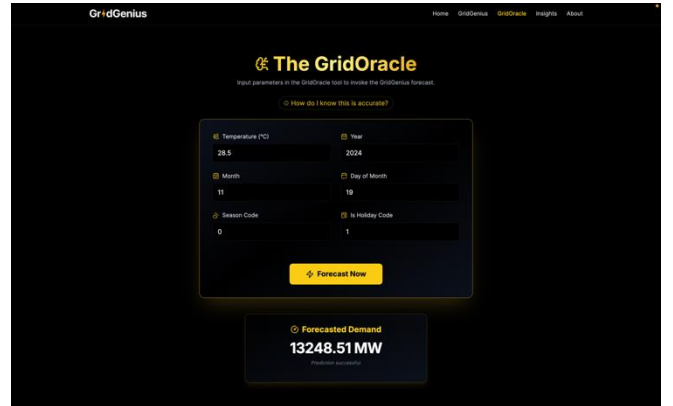 GridGenius
Home GridGenius GridOracle Insights About
The GridOracle
Input parameters in the GridOracle tool to invoke the GridGenius forecast.
How do I know this is accurate?
Temperature (°C) Year
28.5 2024
Month Day of Month
11 19
Season Code Is Holiday Code
0 1
Forecast Now
Forecasted Demand
13248.51 MW
Prediction successful